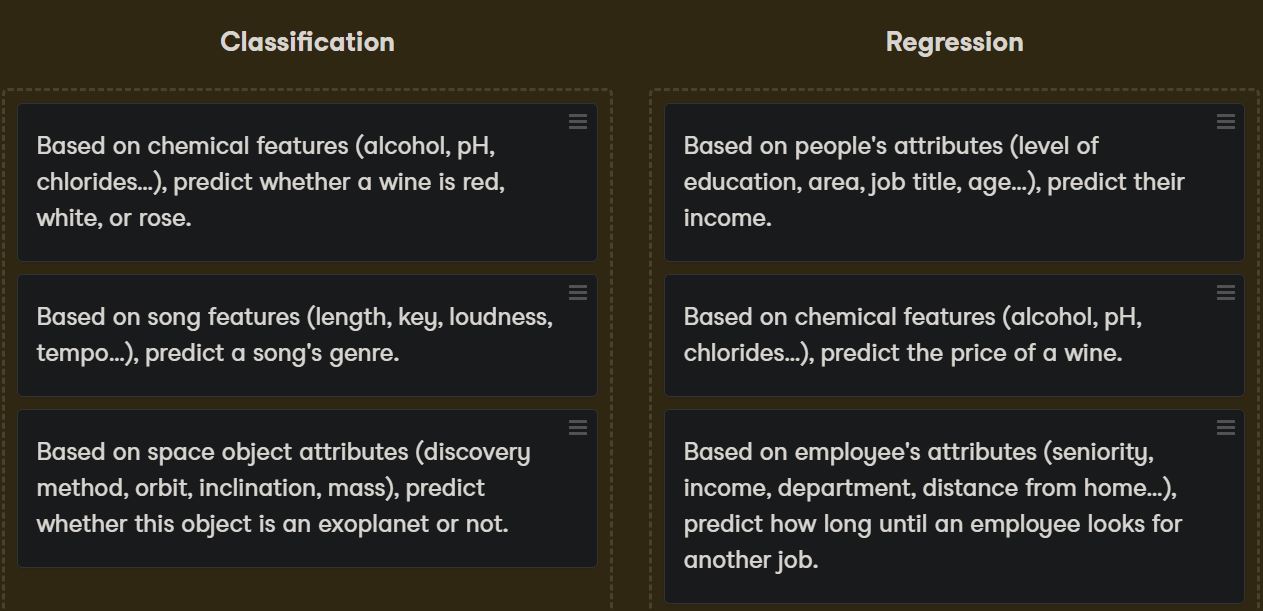 Classification
Based on chemical features (alcohol, pH,
chlorides...), predict whether a wine is red,
white, or rose.
Based on song features (length, key, loudness,
tempo...), predict a song's genre.
Based on space object attributes (discovery
method, orbit, inclination, mass), predict
whether this object is an exoplanet or not.
Regression
Based on people's attributes (level of
education, area, job title, age...), predict their
income.
Based on chemical features (alcohol, pH,
chlorides...), predict the price of a wine.
Based on employee's attributes (seniority,
income, department, distance from home...),
predict how long until an employee looks for
another job.